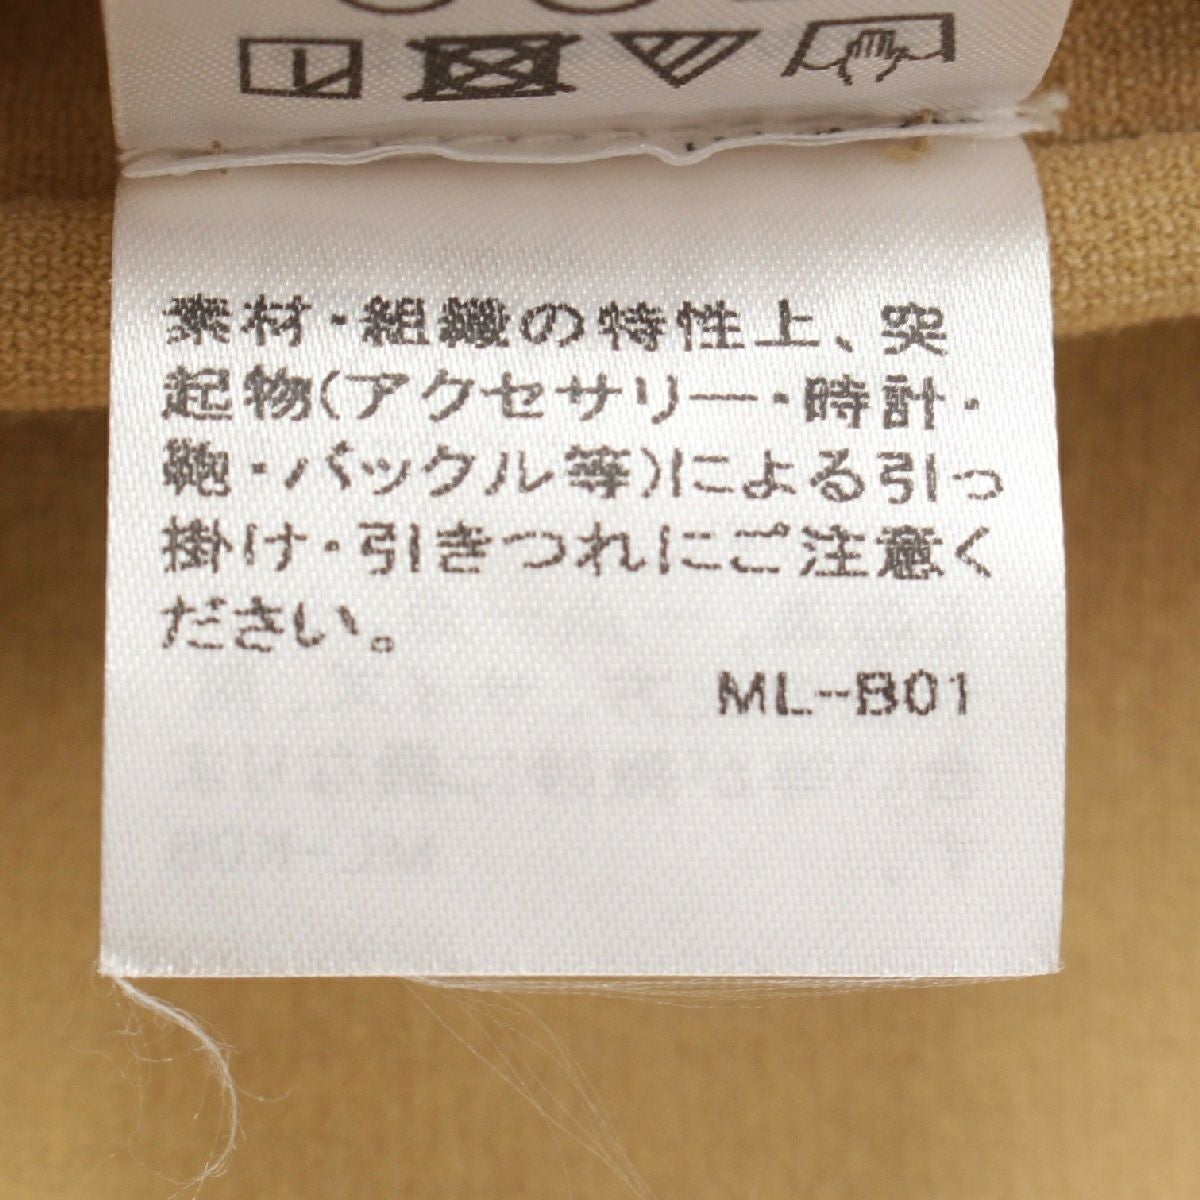 素材・組織の特性上、突
起物(アクセサリー・時計・
鞄・バックル等)による引っ
掛け・引きつれにご注意く
ださい。
ML-B01